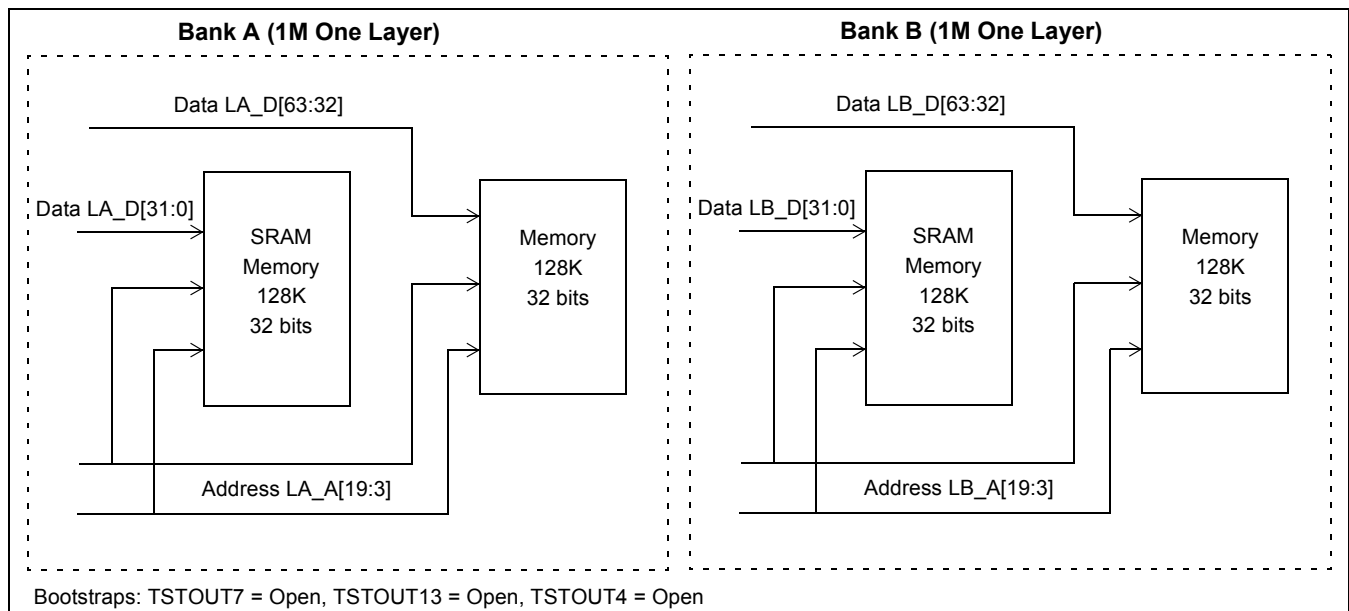 Bank A (1M One Layer)
Data LA_D[63:32]
Data LA_D[31:0]
SRAM
Memory
128K
32 bits
Memory
128K
32 bits
Address LA_A[19:3]
Bank B (1M One Layer)
Data LB_D[63:32]
Data LB_D[31:0]
SRAM
Memory
128K
32 bits
Memory
128K
32 bits
Address LB_A[19:3]
Bootstraps: TSTOUT7 = Open, TSTOUT13 = Open, TSTOUT4 = Open